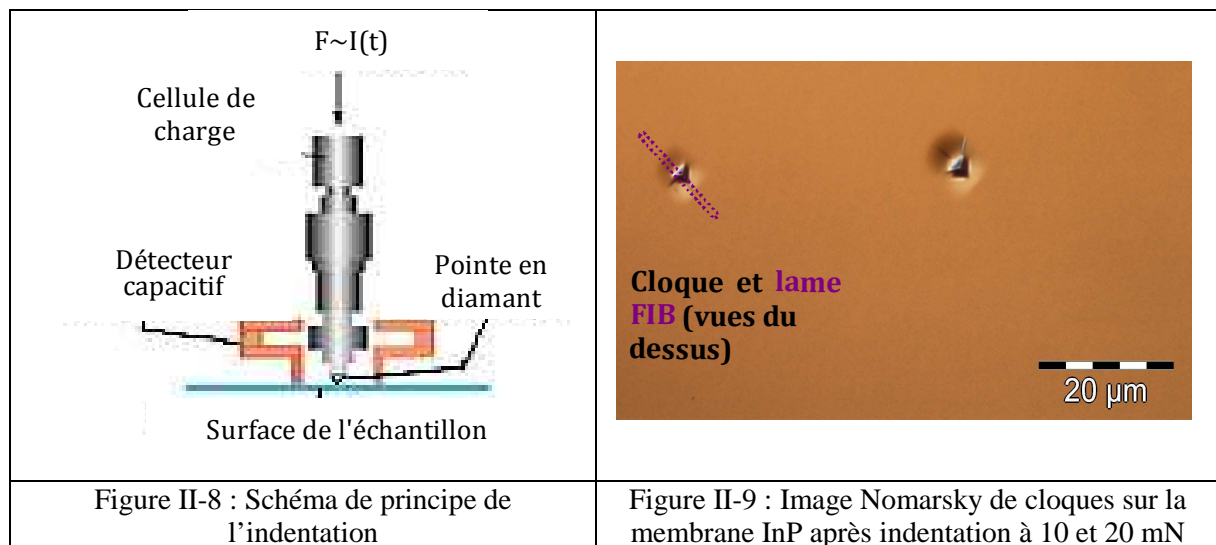 F~I(t)
Cellule de
charge
Détecteur
capacitif
Pointe en
diamant
Surface de l'échantillon
Cloque et lame
FIB (vues du
dessus)
20 µm
Figure II-8 : Schéma de principe de
l'indentation
Figure II-9 : Image Nomarsky de cloques sur la
membrane InP après indentation à 10 et 20 mN